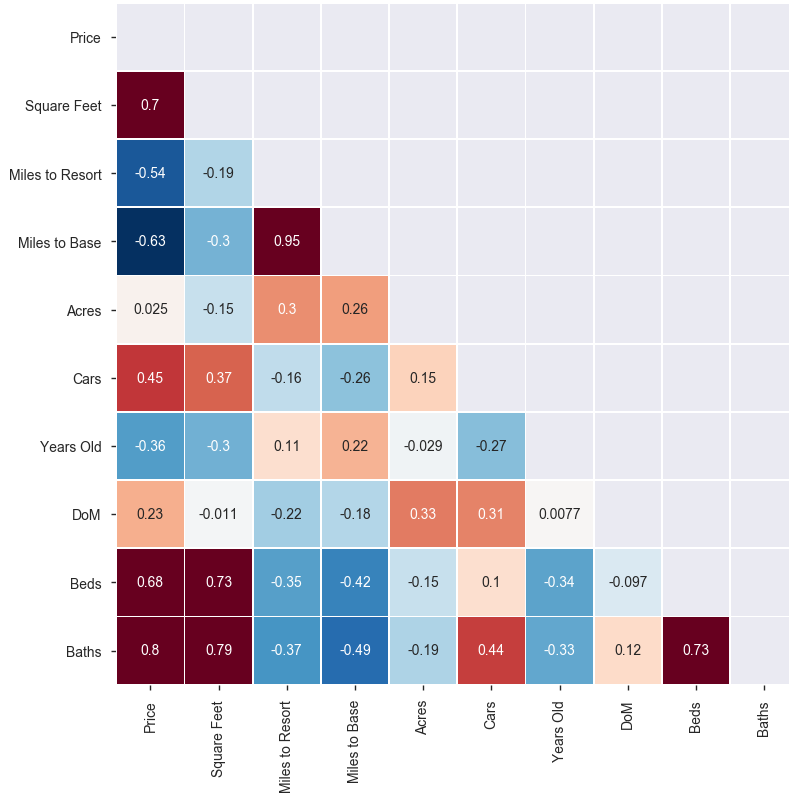 Price
Square Feet 0.7
Miles to Resort -0.54 -0.19
Miles to Base -0.63 -0.3 0.95
Acres 0.025 -0.15 0.3 0.26
Cars 0.45 0.37 -0.16 -0.26 0.15
Years Old -0.36 -0.3 0.11 0.22 -0.029 -0.27
DoM 0.23 -0.011 -0.22 -0.18 0.33 0.31 0.0077
Beds 0.68 0.73 -0.35 -0.42 -0.15 0.1 -0.34 -0.097
Baths 0.8 0.79 -0.37 -0.49 -0.19 0.44 -0.33 0.12 0.73
Price Square Feet Miles to Resort Miles to Base Acres Cars Years Old DoM Beds Baths